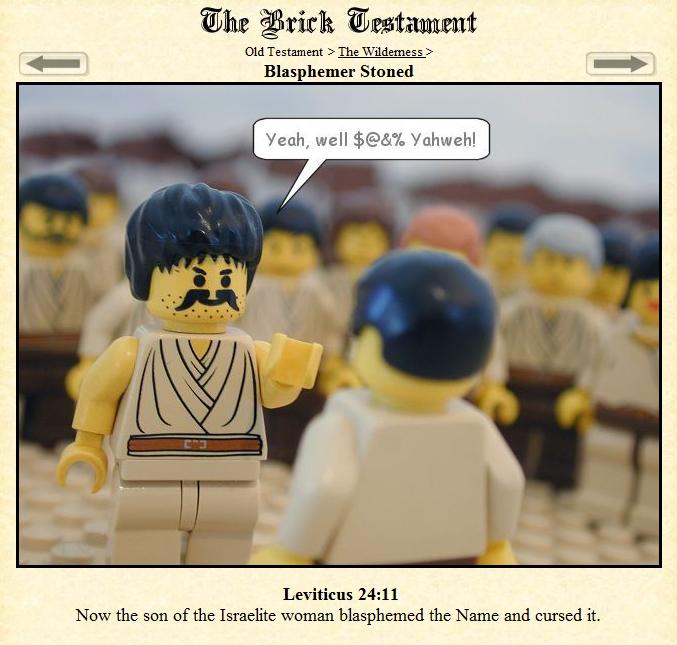 The Brick Testament
Old Testament > The Wilderness >
Blasphemer Stoned
Yeah, well $@&% Yahweh!
Leviticus 24:11
Now the son of the Israelite woman blasphemed the Name and cursed it.